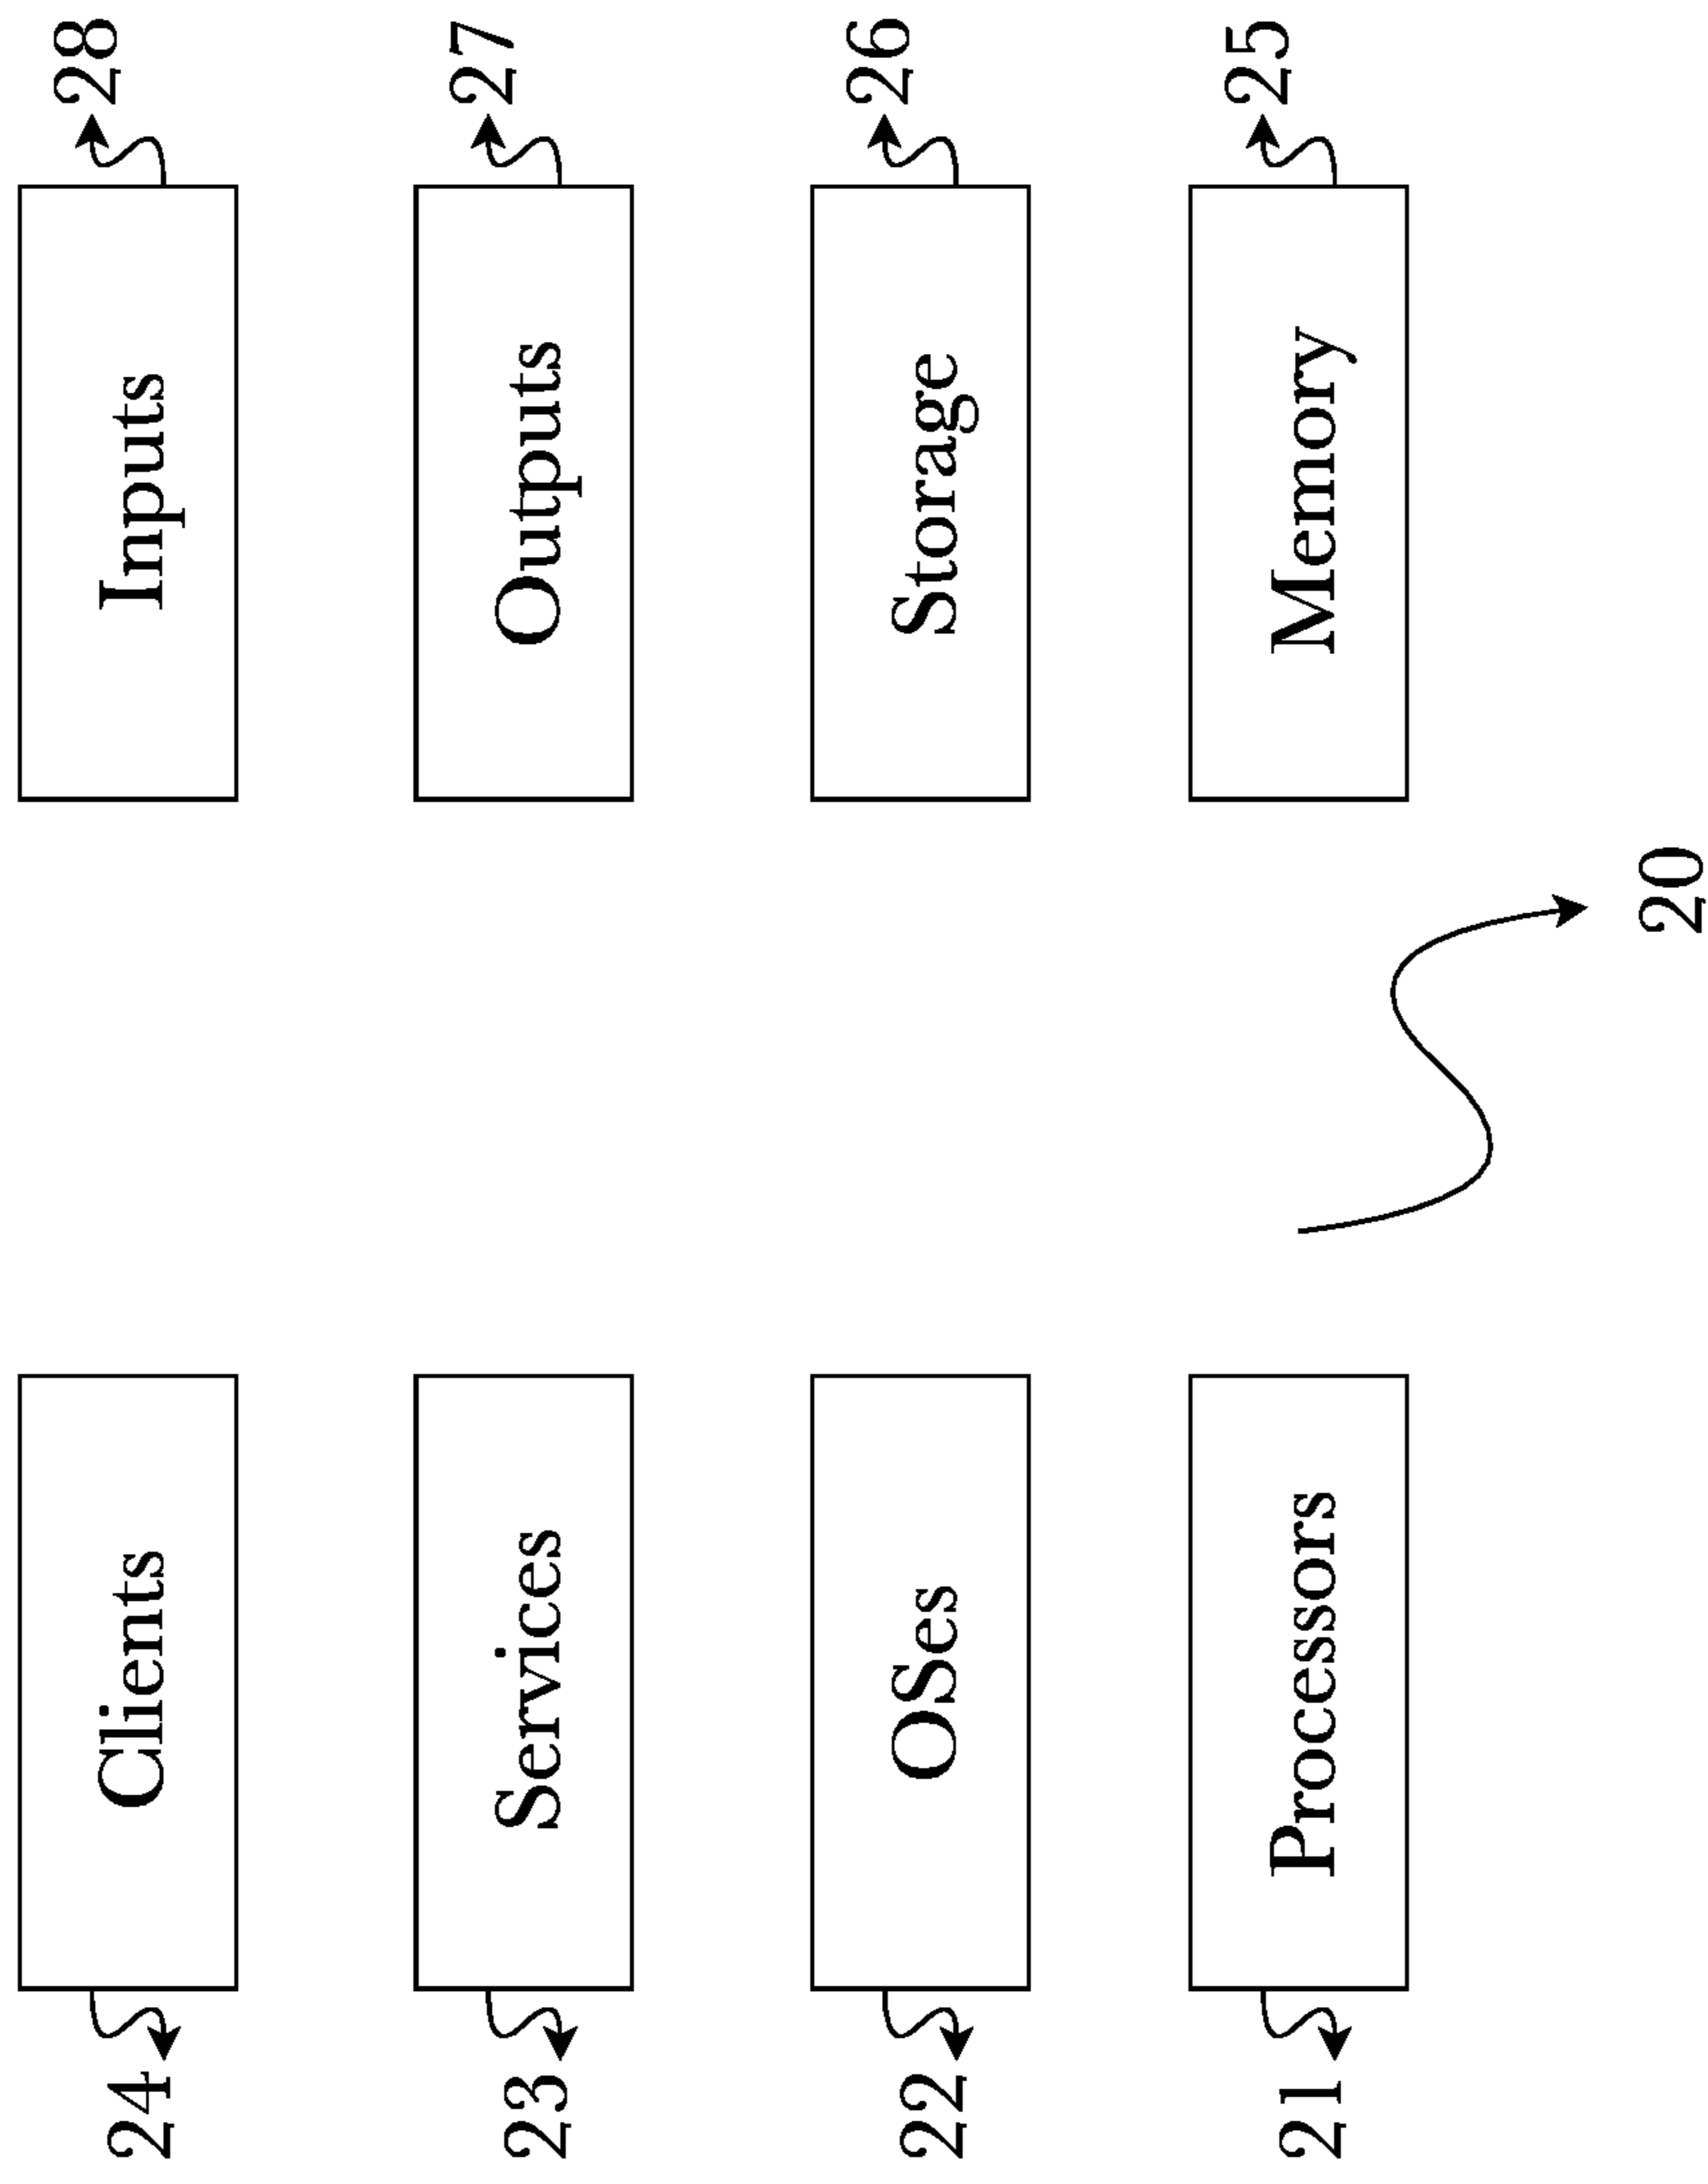 24 Clients Inputs 28
23 Services Outputs 27
22 OSes Storage 26
21 Processors Memory 25
20